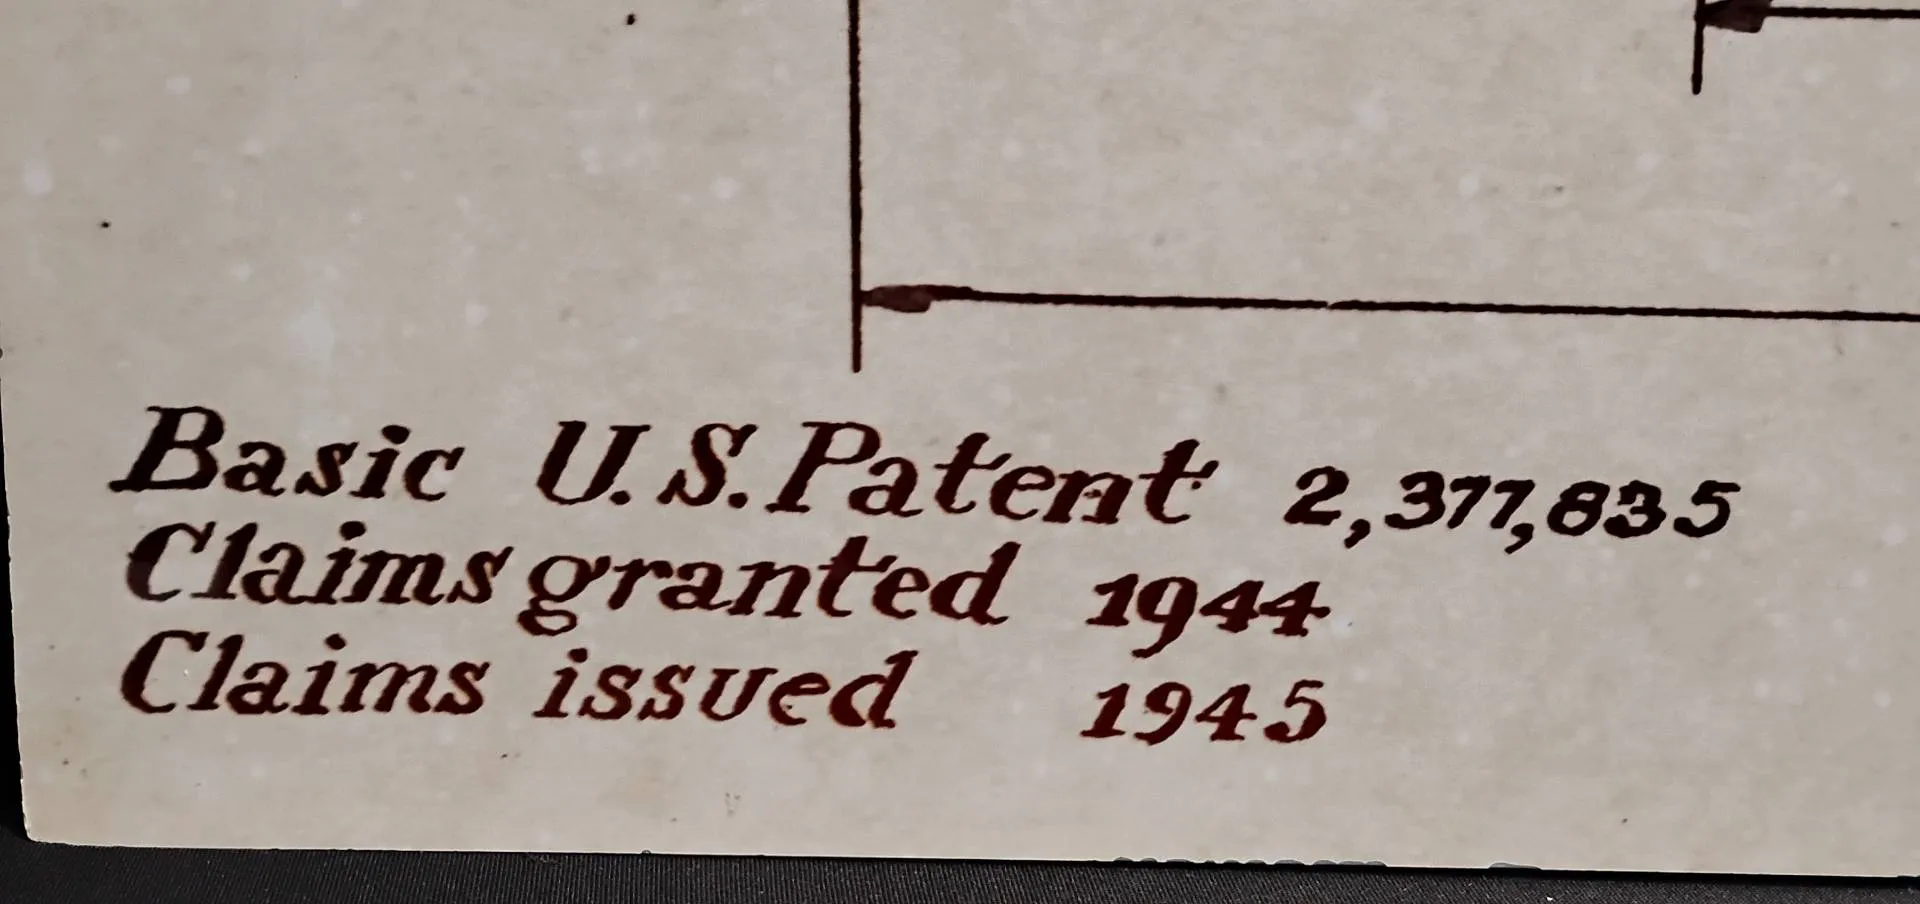 Basic U.S. Patent 2,377,835
Claims granted 1944
Claims issued 1945